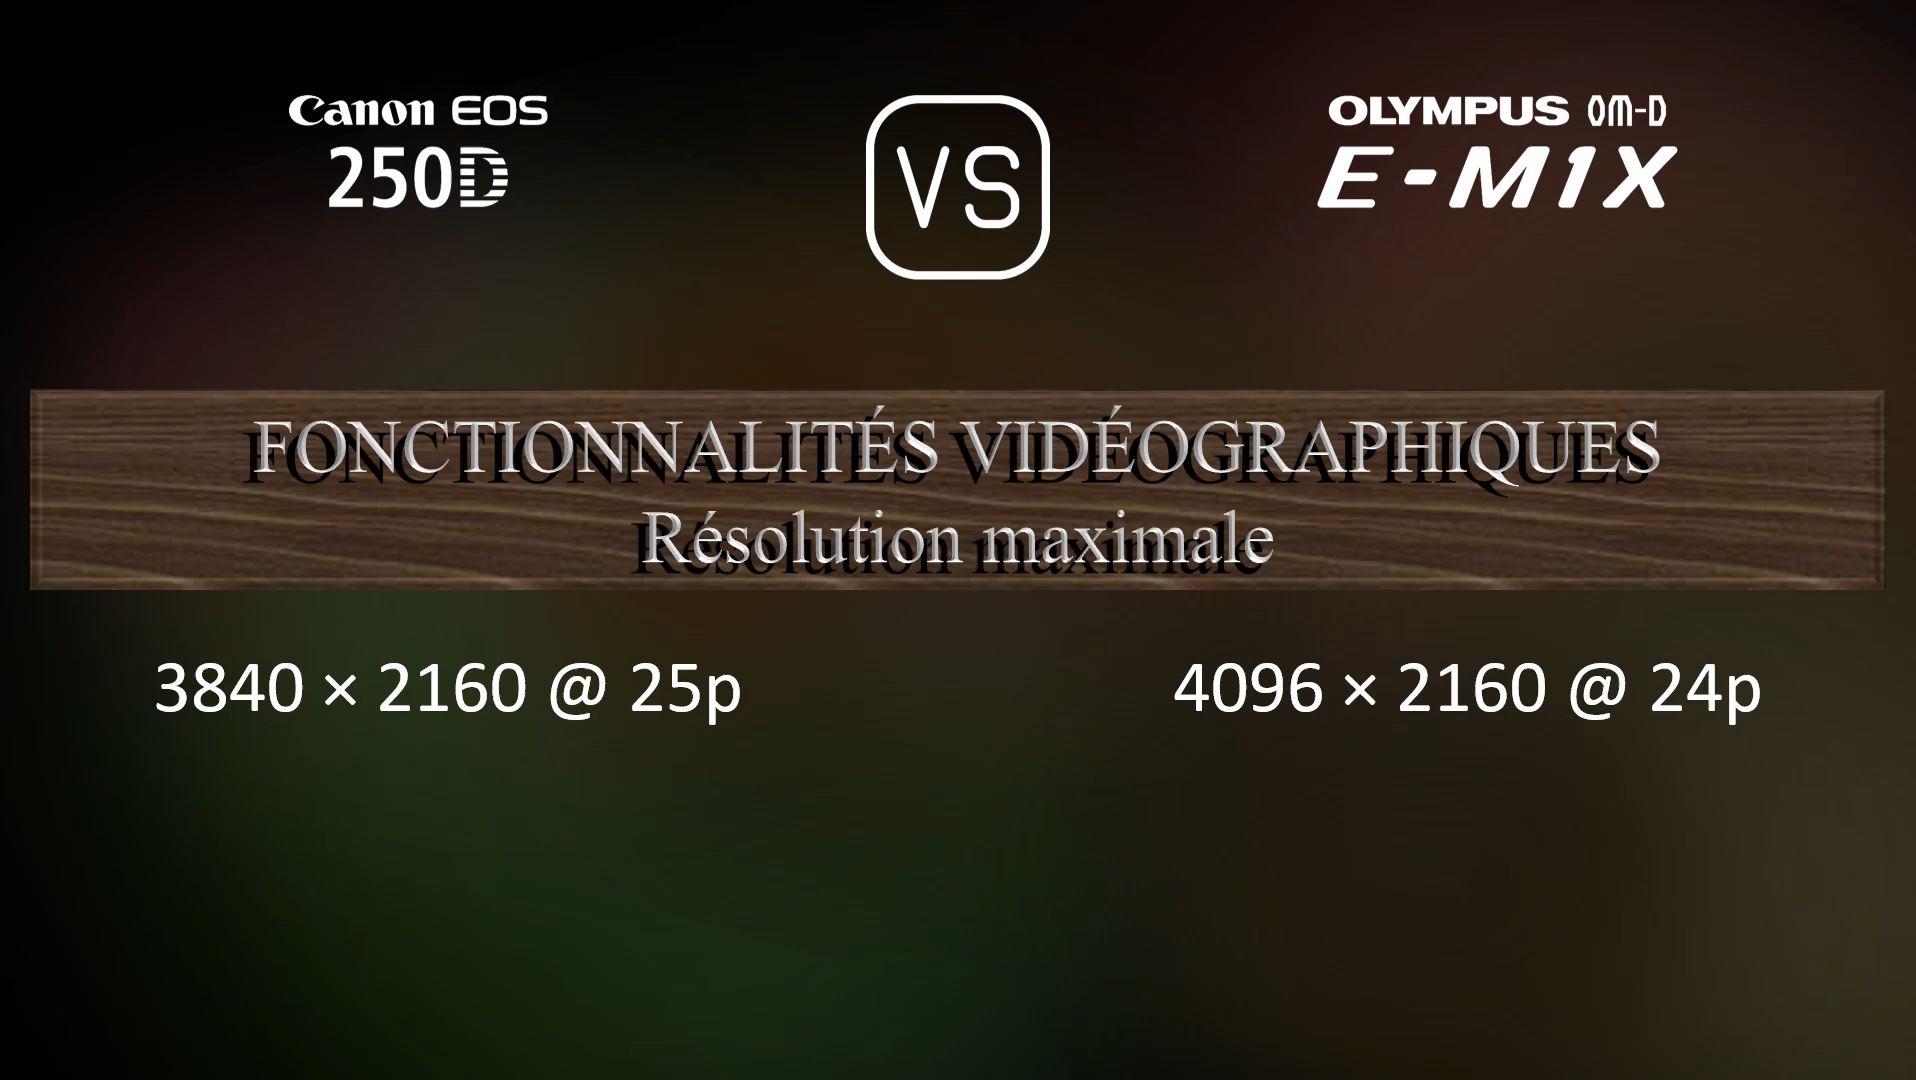 Canon EOS
250D
VS
OLYMPUS OM-D
E-M1X
FONCTIONNALITÉS VIDÉOGRAPHIQUES
Résolution maximale
3840 × 2160 @ 25p
4096 × 2160 @ 24p